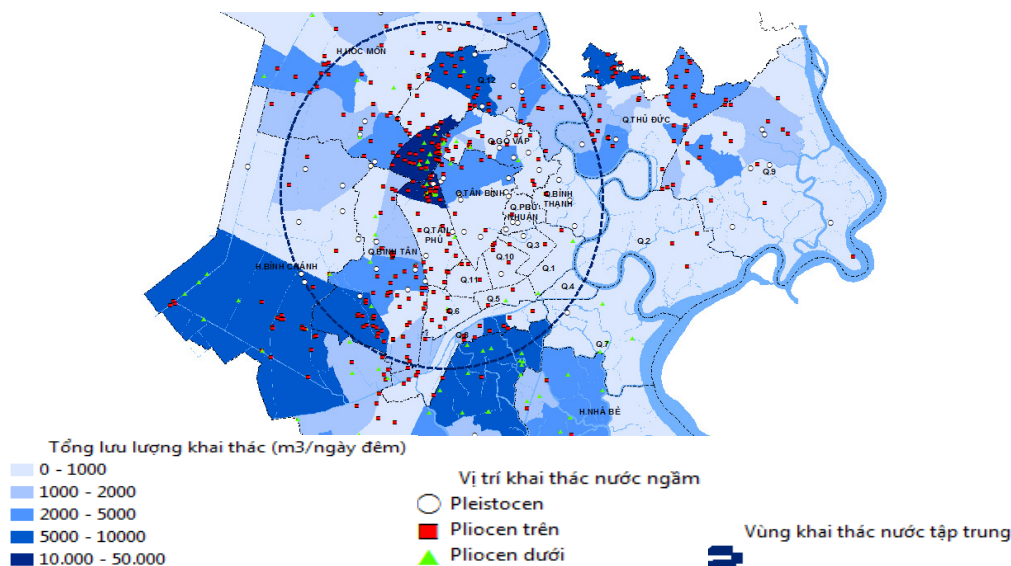 H.HÓC MÔN
Q.12
Q.THỦ ĐỨC
Q.GÒ VẤP
Q.9
Q.TÂN BÌNH
Q.BÌNH
THẠNH
Q.PHÚ
NHUẬN
Q.TÂN
PHÚ
Q.3
Q.2
Q.BÌNH TÂN
Q.10
H.BÌNH CHÁNH
Q.1
Q.11
Q.4
Q.5
Q.6
Q.7
H.NHÀ BÈ
Tổng lưu lượng khai thác (m3/ngày đêm)
0 - 1000
1000 - 2000
2000 - 5000
5000 - 10000
10.000 - 50.000
Vị trí khai thác nước ngầm
Pleistocen
Pliocen trên
Pliocen dưới
Vùng khai thác nước tập trung